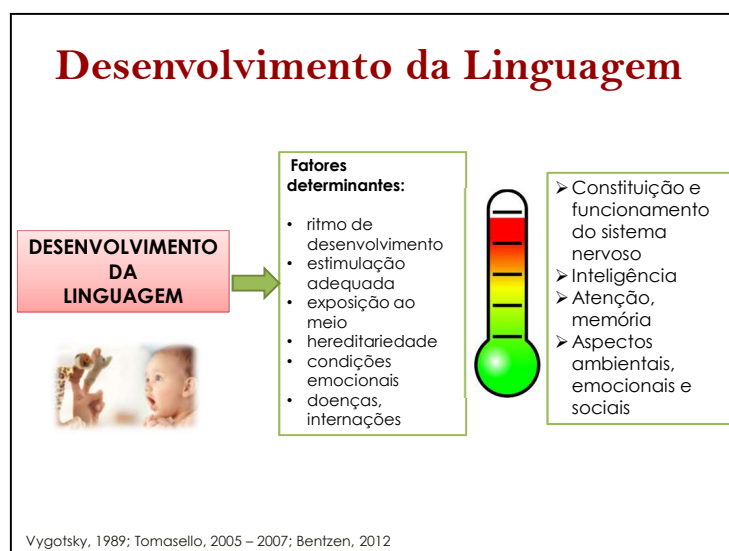 Desenvolvimento da Linguagem
DESENVOLVIMENTO
DA
LINGUAGEM
Fatores
determinantes:
• ritmo de
desenvolvimento
• estimulação
adequada
• exposição ao
meio
• hereditariedade
• condições
emocionais
• doenças,
internações
➢ Constituição e
funcionamento
do sistema
nervoso
➢ Inteligência
➢ Atenção,
memória
➢ Aspectos
ambientais,
emocionais e
sociais
Vygotsky, 1989; Tomasello, 2005 – 2007; Bentzen, 2012